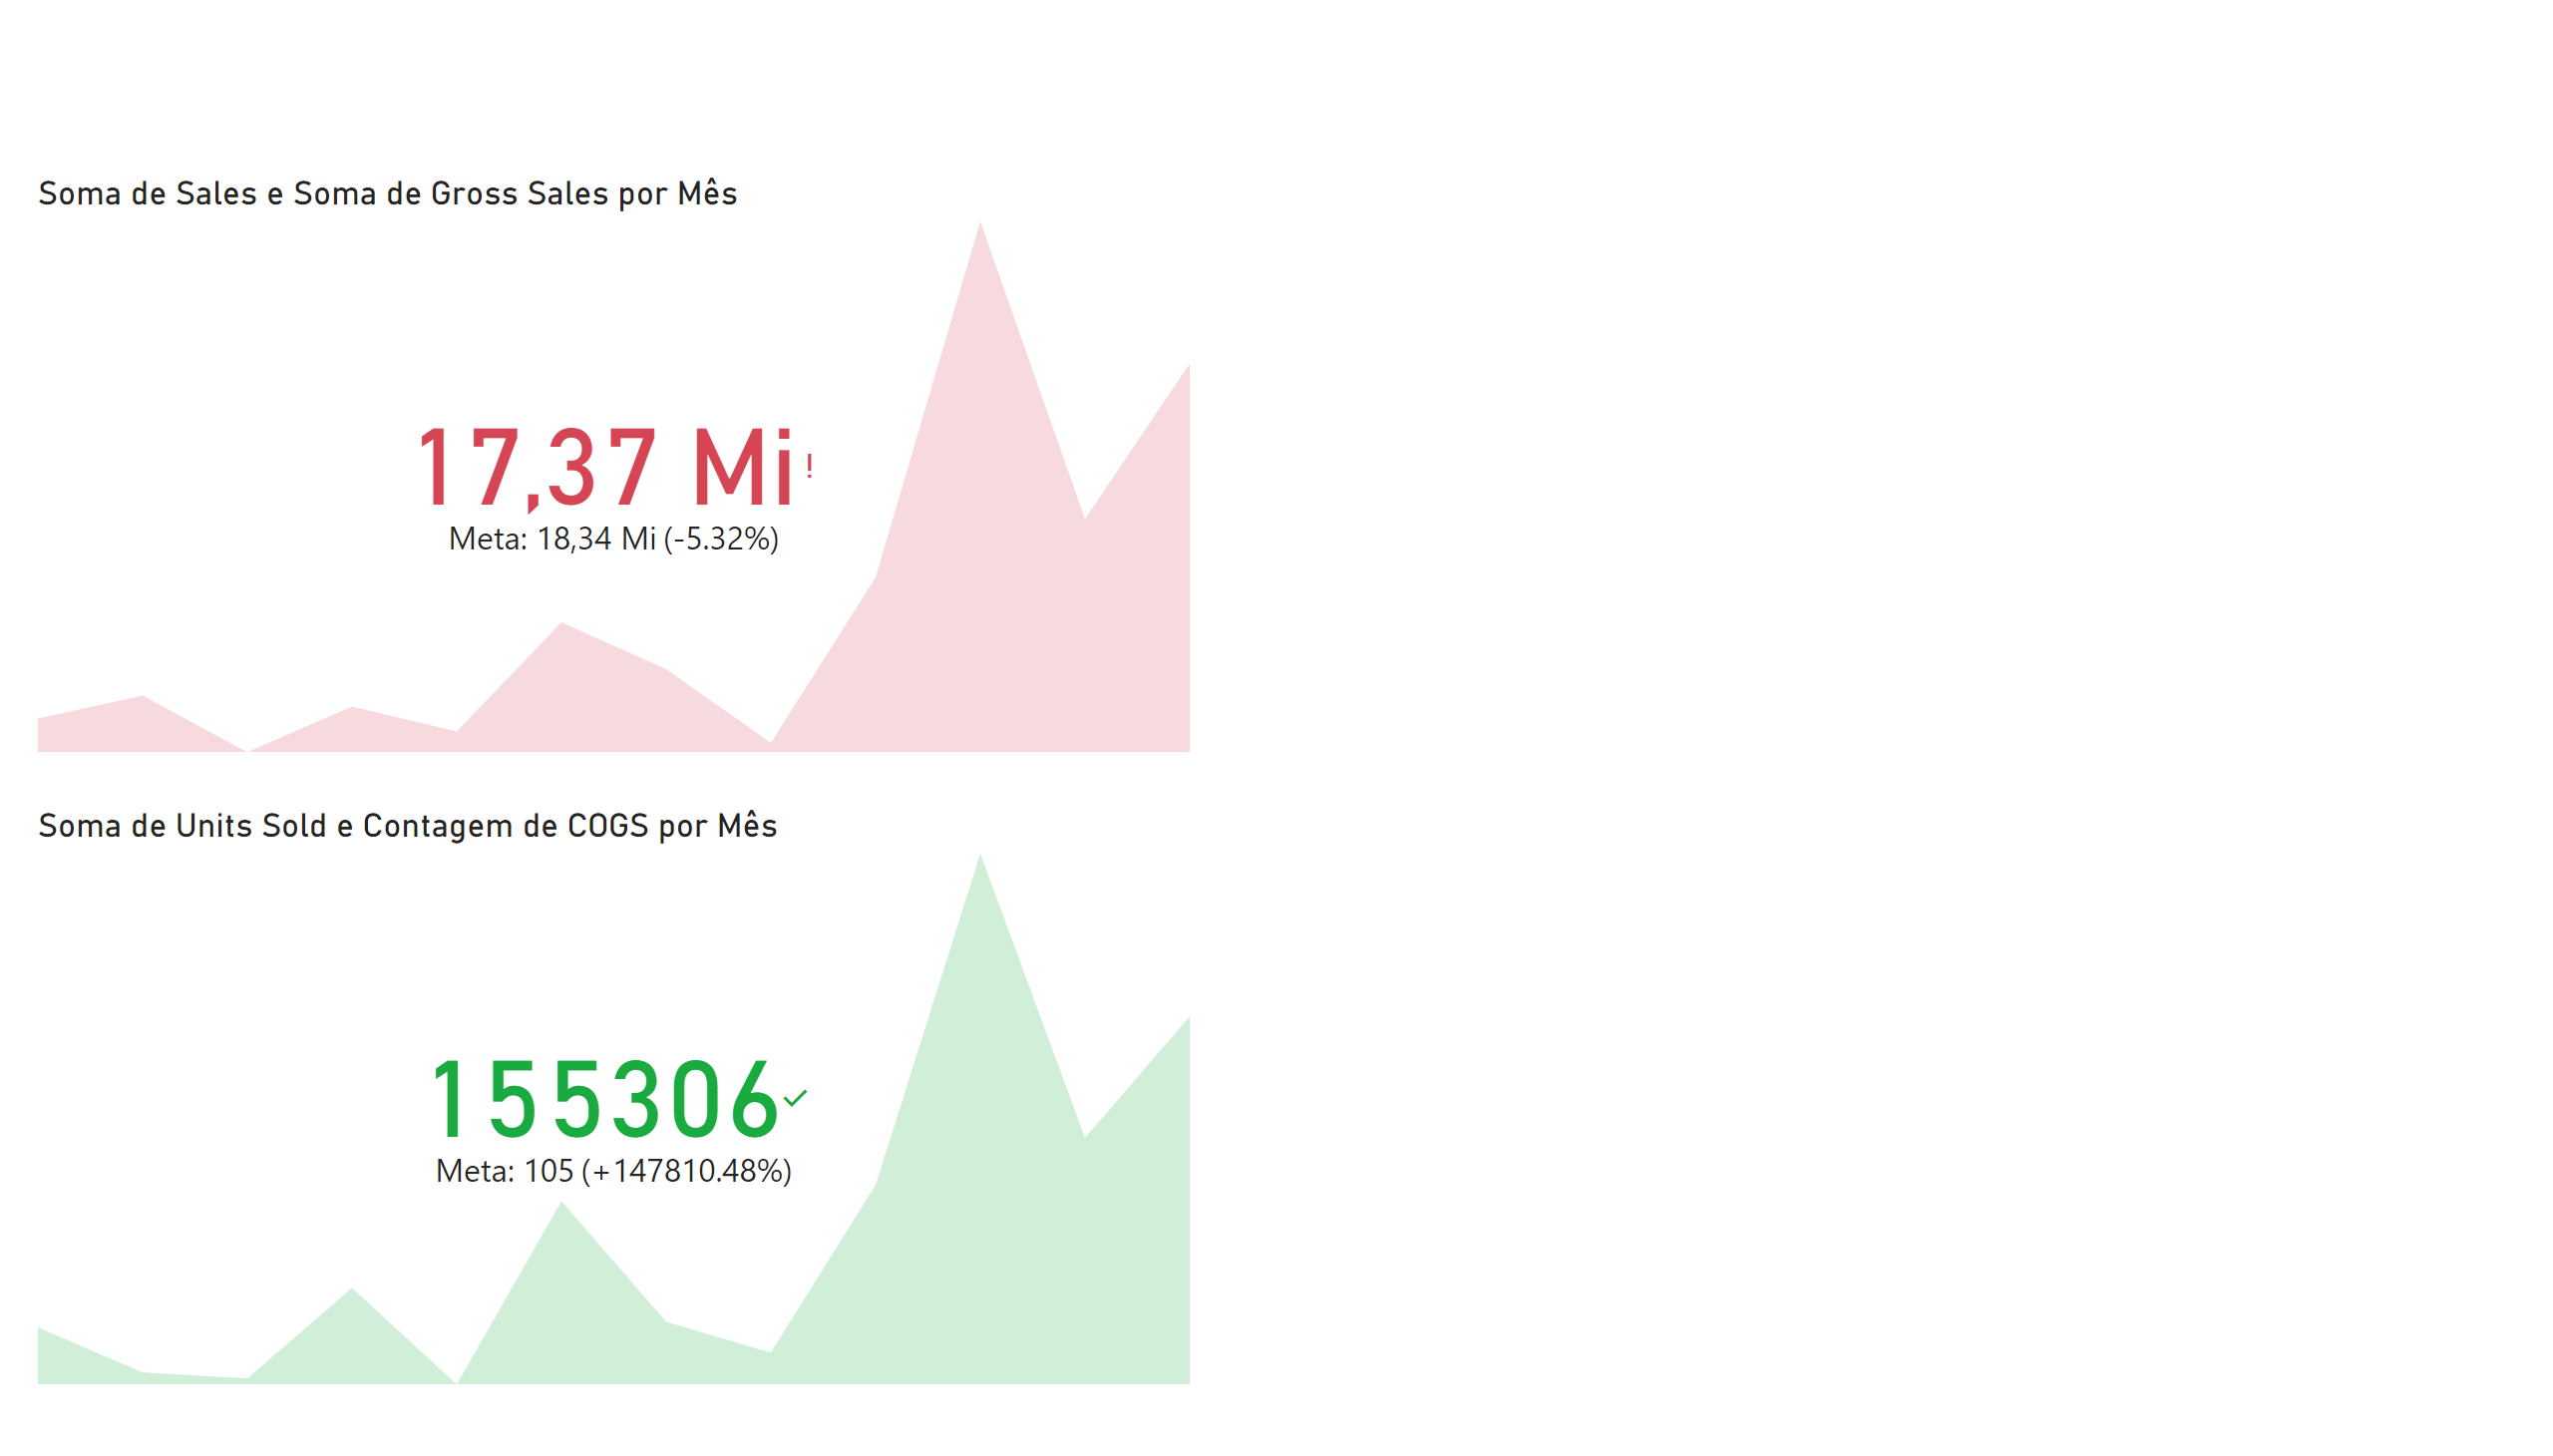 Soma de Sales e Soma de Gross Sales por Mês
17,37 Mi!
Meta: 18,34 Mi (-5.32%)
Soma de Units Sold e Contagem de COGS por Mês
155306✓
Meta: 105 (+147810.48%)